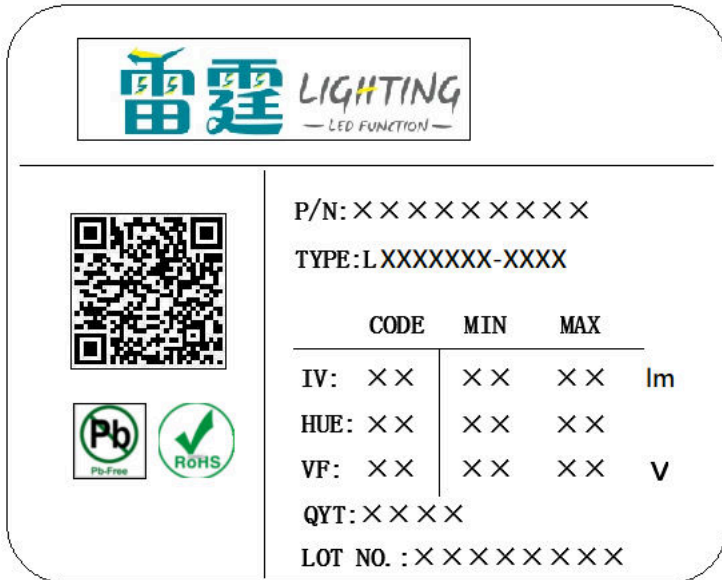 雷霆 LIGHTING
LED FUNCTION
P/N:×××××××××
TYPE:LXXXXXXX-XXXX
CODE MIN MAX
IV: ×× ×× ×× lm
HUE: ×× ×× ××
VF: ×× ×× ×× V
QYT:××××
LOT NO.:××××××××
Pb
Pb-Free
RoHS